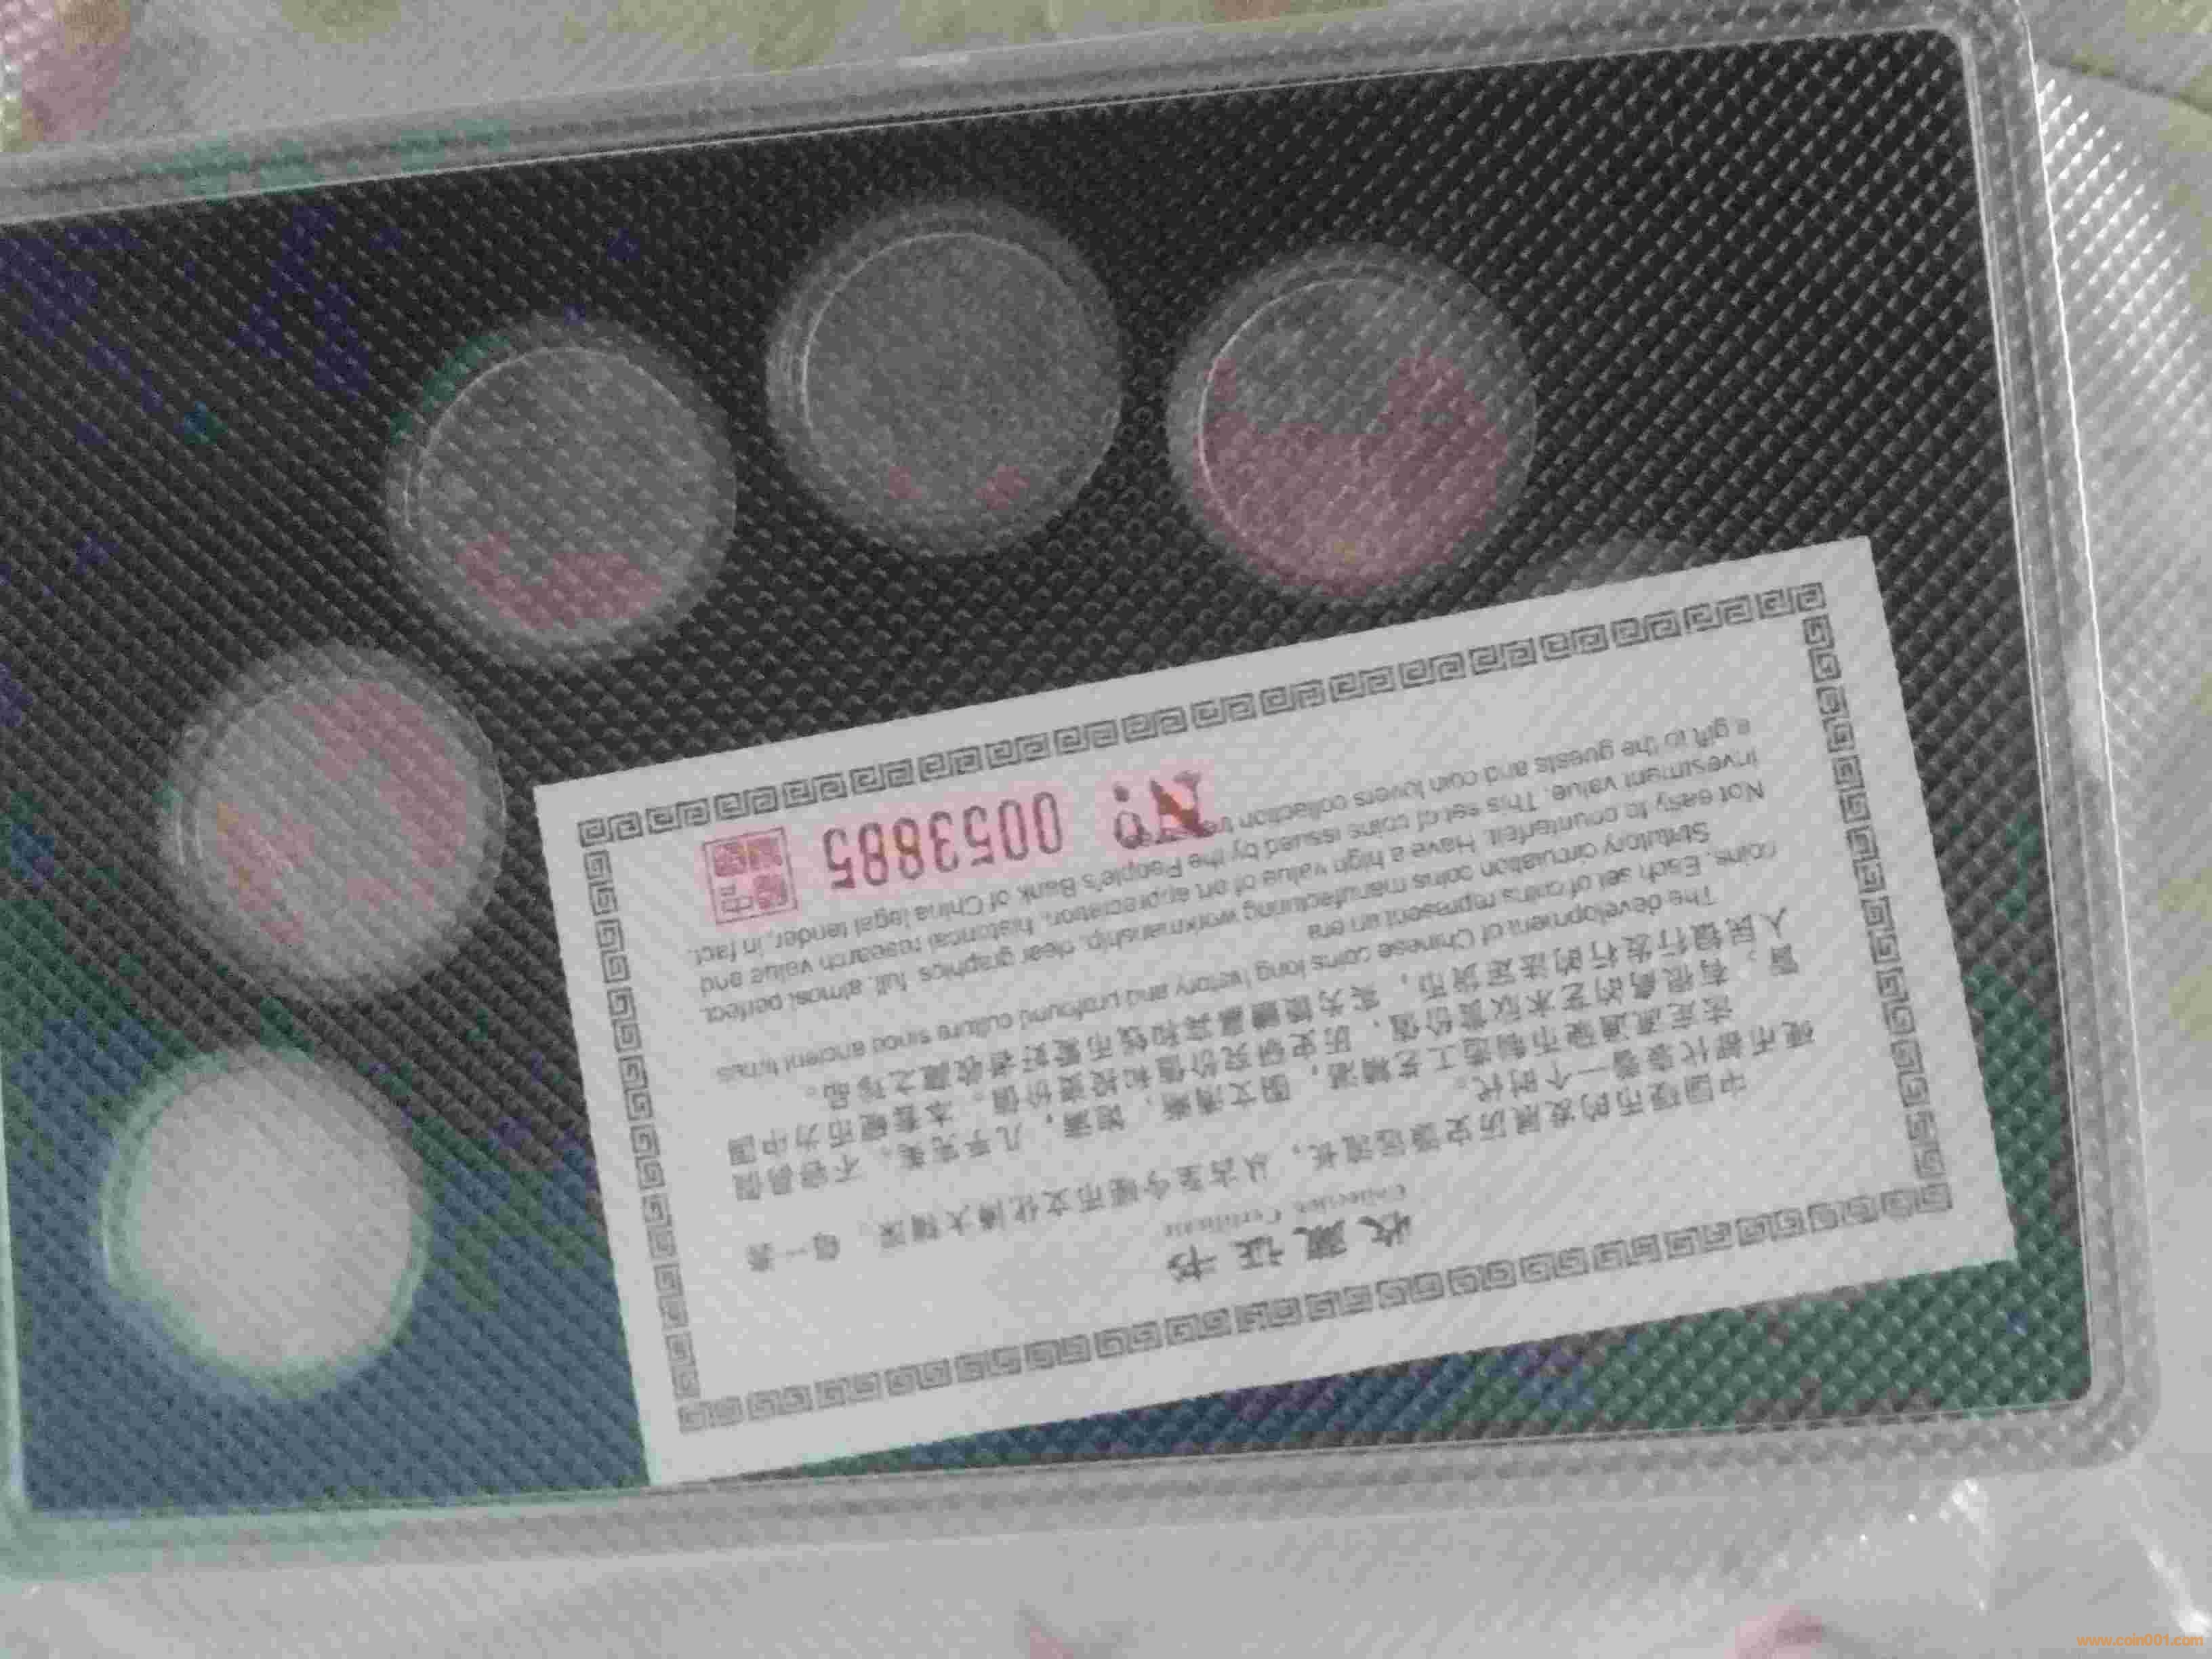 收藏证书
Collection Certificate
中国硬币的发展历史源远流长,从古至今硬币文化博大精深、每一套
硬币都代表着一个时代。
法定流通硬币制造工艺精湛,图文清晰、饱满,几乎完美、不容易假
冒。有很高的艺术欣赏价值、历史研究价值和投资价值。本套硬币为中国
人民银行发行的法定货币,实为馈赠嘉宾和钱币爱好者收藏之珍品。
The development of Chinese coins long history and profound culture since ancient times
coins. Each set of coins represent an era
Statutory circulation coins manufacturing workmanship, clear graphics, full, almost perfect,
Not easy to counterfeit. Have a high value of art appreciation, historical research value and
investment value. This set of coins issued by the People's Bank of China legal tender, in fact,
a gift to the guests and coin lovers collection
№ 0053885
www.coin001.com